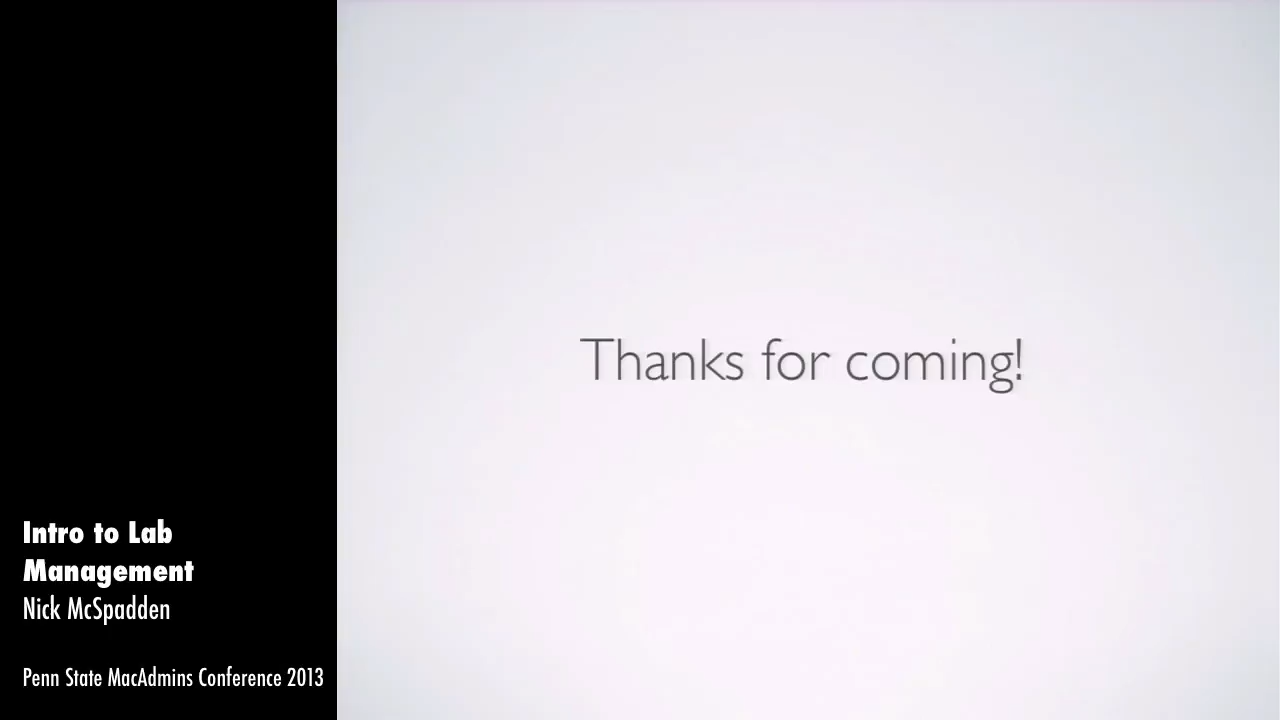 Thanks for coming!
Intro to Lab
Management
Nick McSpadden
Penn State MacAdmins Conference 2013